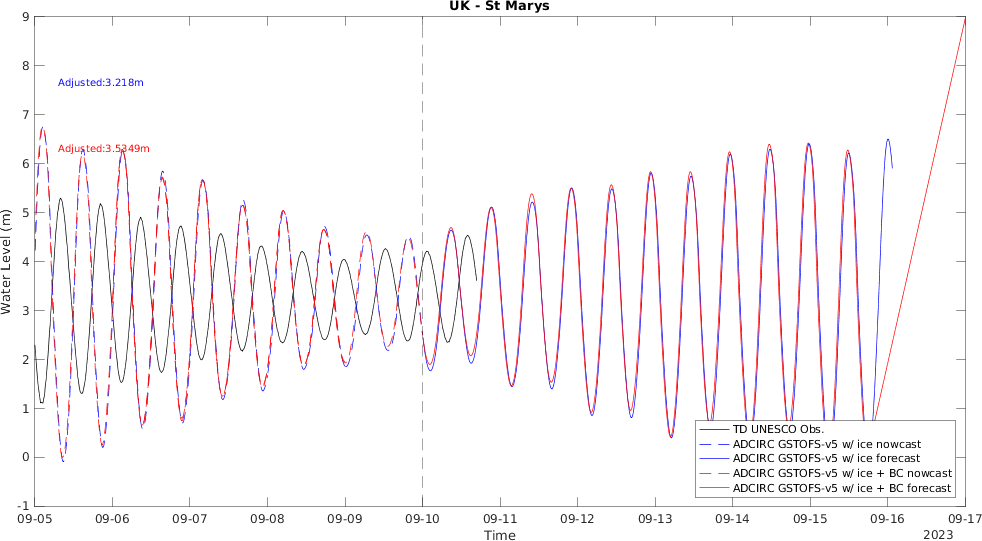 UK - St Marys
9
8
7
6
5
4
3
2
1
0
-1
Water Level (m)
Adjusted:3.218m
Adjusted:3.5349m
TD UNESCO Obs.
ADCIRC GSTOFS-v5 w/ ice nowcast
ADCIRC GSTOFS-v5 w/ ice forecast
ADCIRC GSTOFS-v5 w/ ice + BC nowcast
ADCIRC GSTOFS-v5 w/ ice + BC forecast
09-05 09-06 09-07 09-08 09-09 09-10 09-11 09-12 09-13 09-14 09-15 09-16 09-17
Time
2023